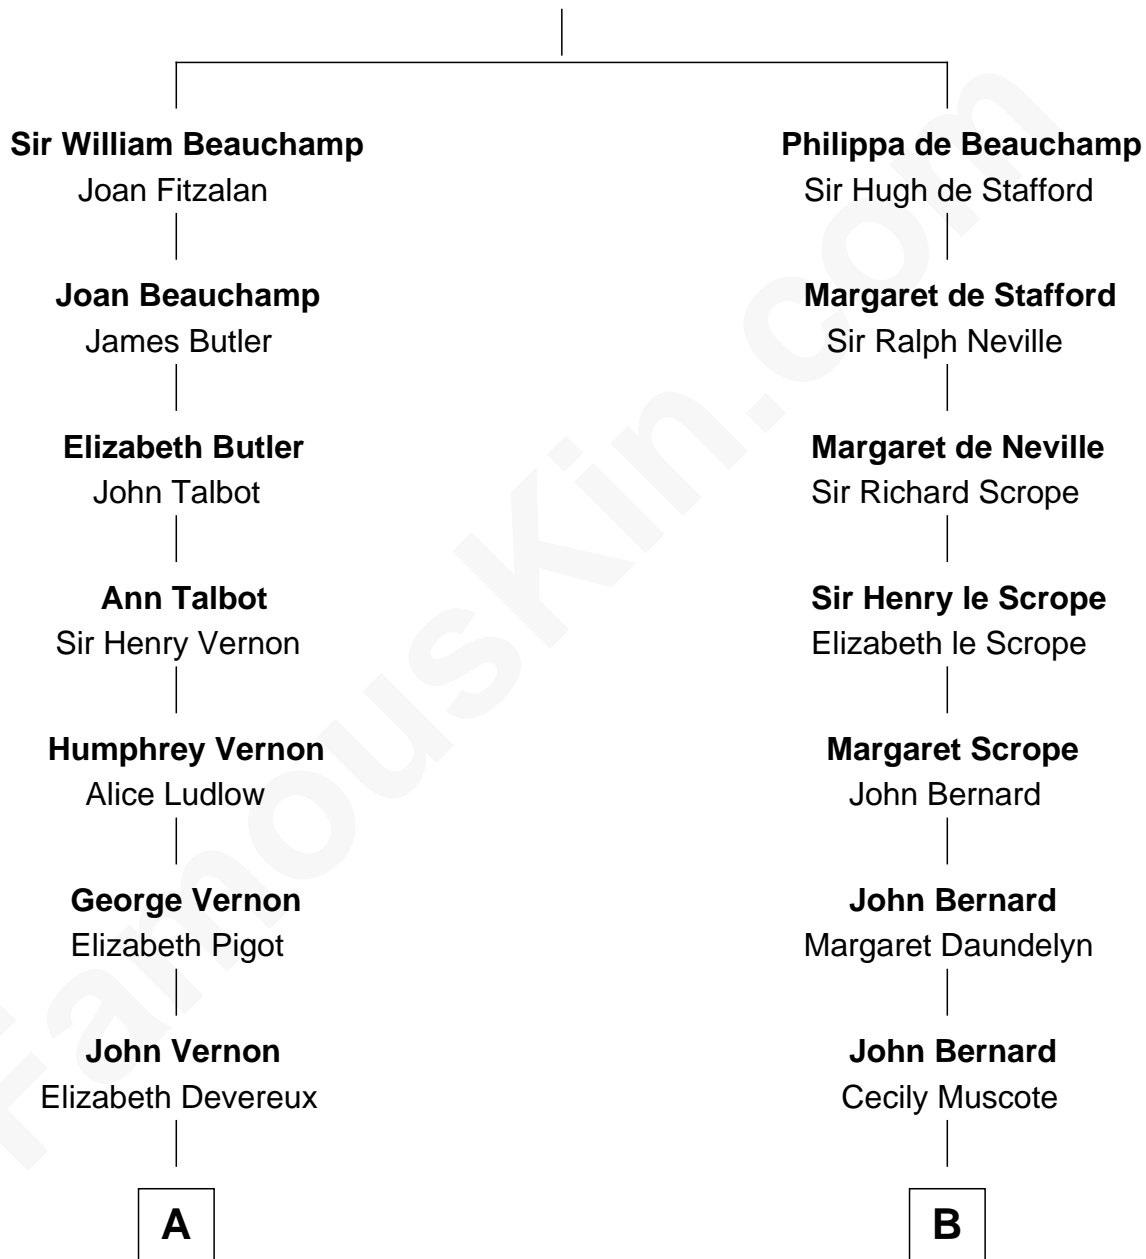 Sir William Beauchamp
Joan Fitzalan
Joan Beauchamp
James Butler
Elizabeth Butler
John Talbot
Ann Talbot
Sir Henry Vernon
Humphrey Vernon
Alice Ludlow
George Vernon
Elizabeth Pigot
John Vernon
Elizabeth Devereux
A
Philippa de Beauchamp
Sir Hugh de Stafford
Margaret de Stafford
Sir Ralph Neville
Margaret de Neville
Sir Richard Scrope
Sir Henry le Scrope
Elizabeth le Scrope
Margaret Scrope
John Bernard
John Bernard
Margaret Daundelyn
John Bernard
Cecily Muscote
B
FamousKin.com